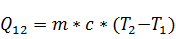 Q₁₂ = m * c * (T₂−T₁)